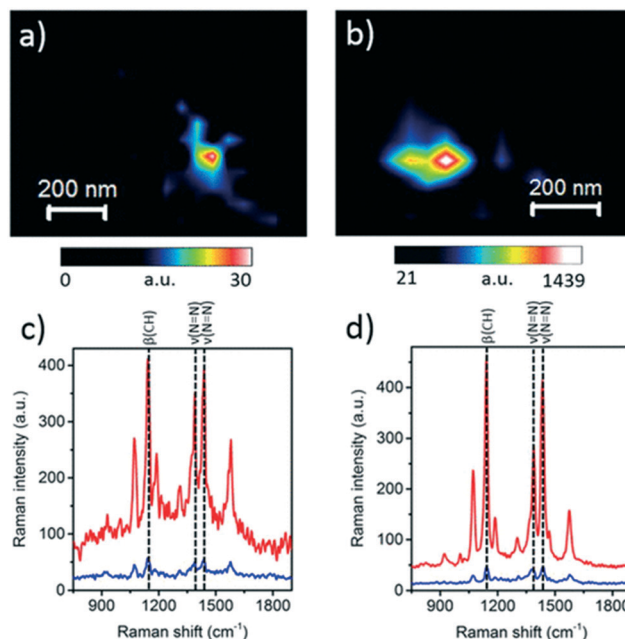 a)
b)
200 nm
200 nm
0 a.u. 30
21 a.u. 1439
c)
β(CH)
ν(N=N)
ν(N=N)
d)
β(CH)
ν(N=N)
ν(N=N)
Raman intensity (a.u.)
400
300
200
100
0
900 1200 1500 1800
Raman shift (cm⁻¹)
Raman intensity (a.u.)
400
300
200
100
50
0
900 1200 1500 1800
Raman shift (cm⁻¹)